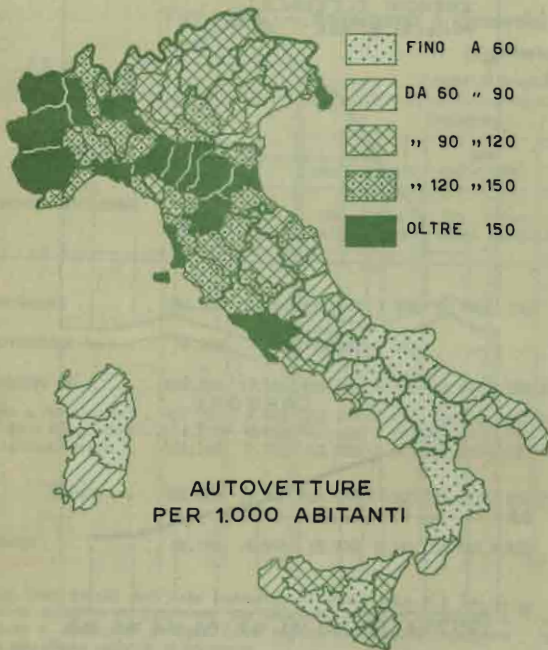 FINO A 60
DA 60 " 90
" 90 " 120
" 120 " 150
OLTRE 150
AUTOVETTURE
PER 1.000 ABITANTI